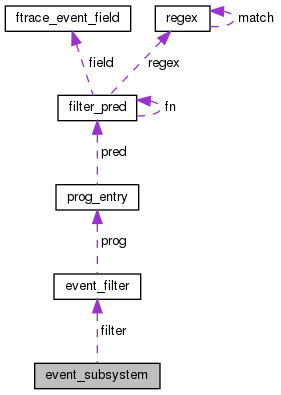 ftrace_event_field
regex
match
field
regex
filter_pred
fn
pred
prog_entry
prog
event_filter
filter
event_subsystem